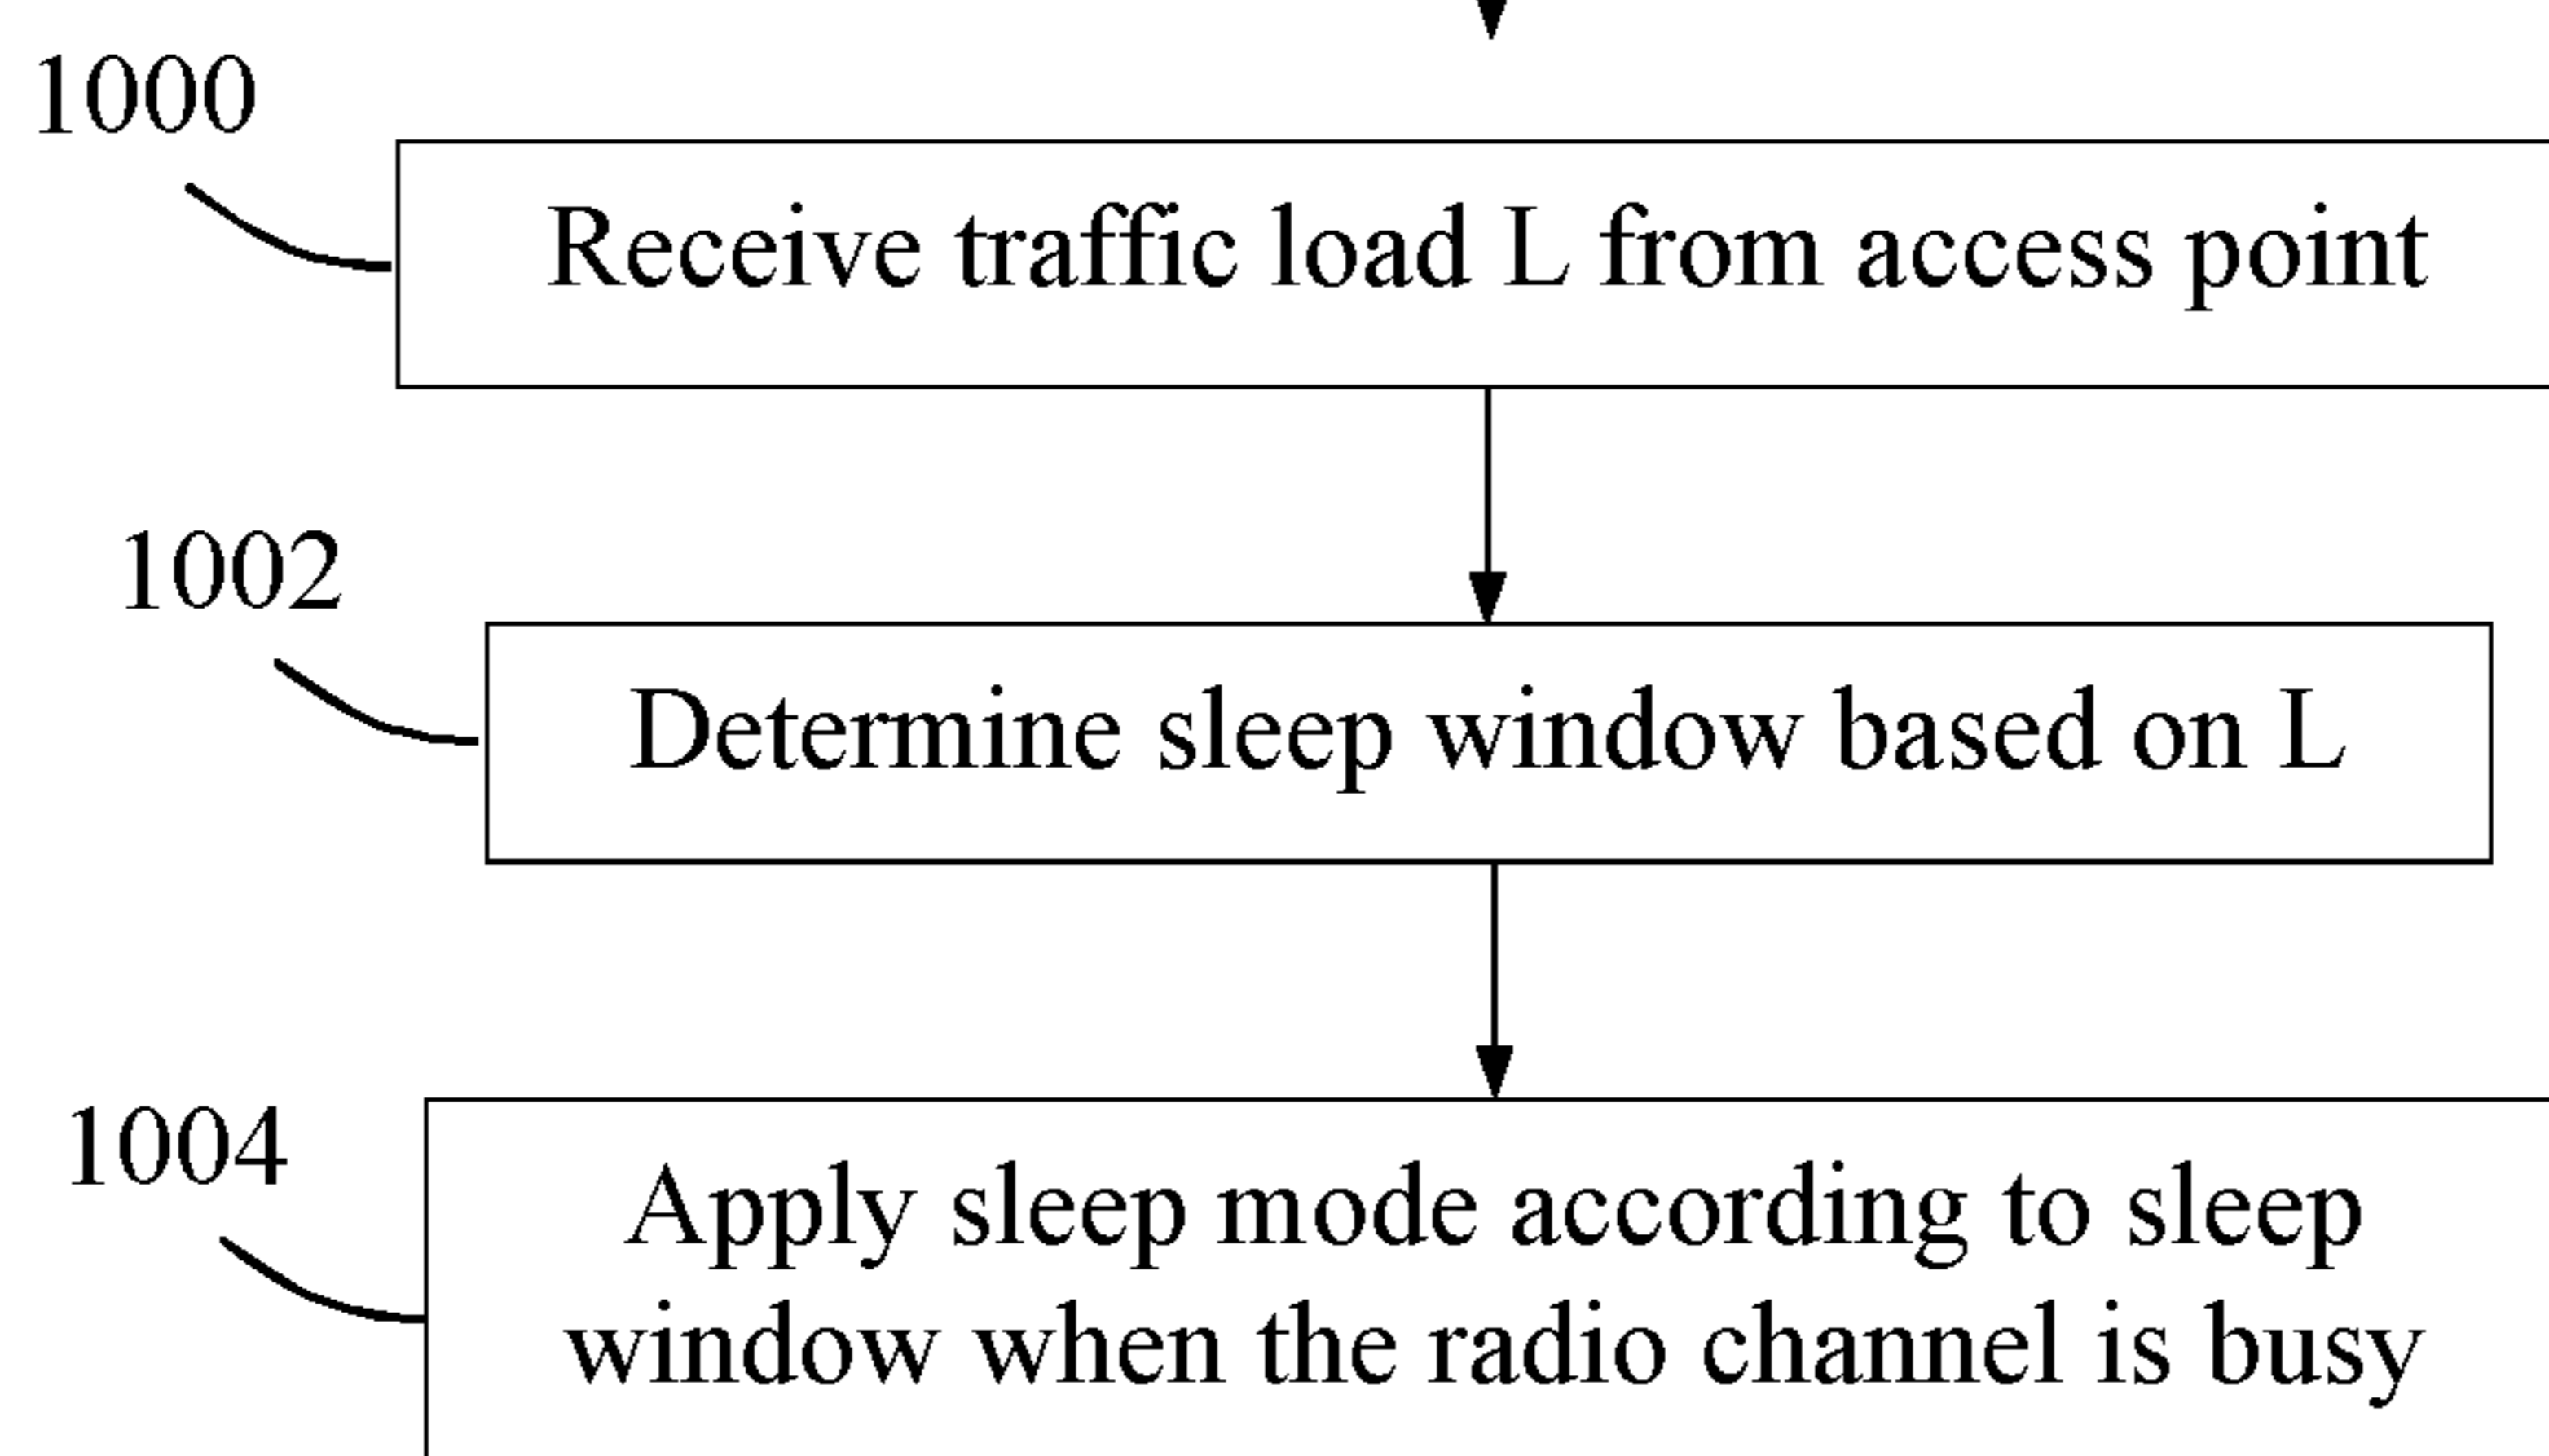 1000
Receive traffic load L from access point
1002
Determine sleep window based on L
1004
Apply sleep mode according to sleep
window when the radio channel is busy